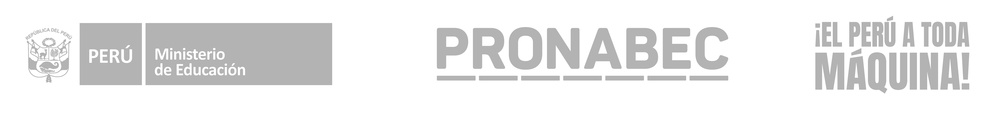 REPÚBLICA DEL PERÚ
PERÚ
Ministerio
de Educación
PRONABEC
¡EL PERÚ A TODA
MÁQUINA!